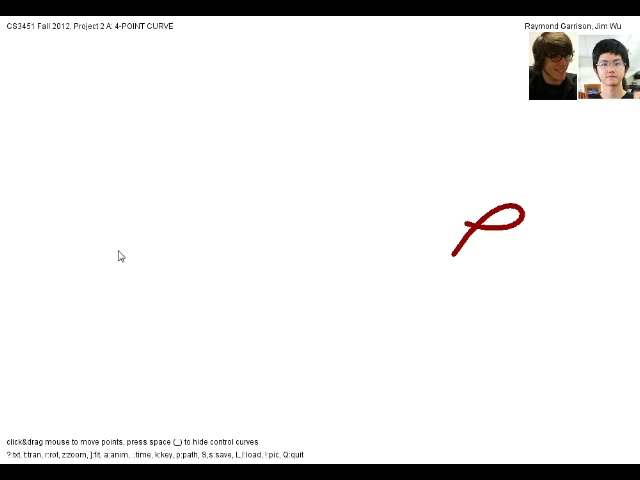 CS3451 Fall 2012, Project 2 A: 4-POINT CURVE
Raymond Garrison, Jim Wu
click&drag mouse to move points, press space (_) to hide control curves
?:txt, t:tran, r:rot, z:zoom, ]:fit, a:anim, .:time, k:key, p:path, S,s:save, L,l:load, !:pic, Q:quit